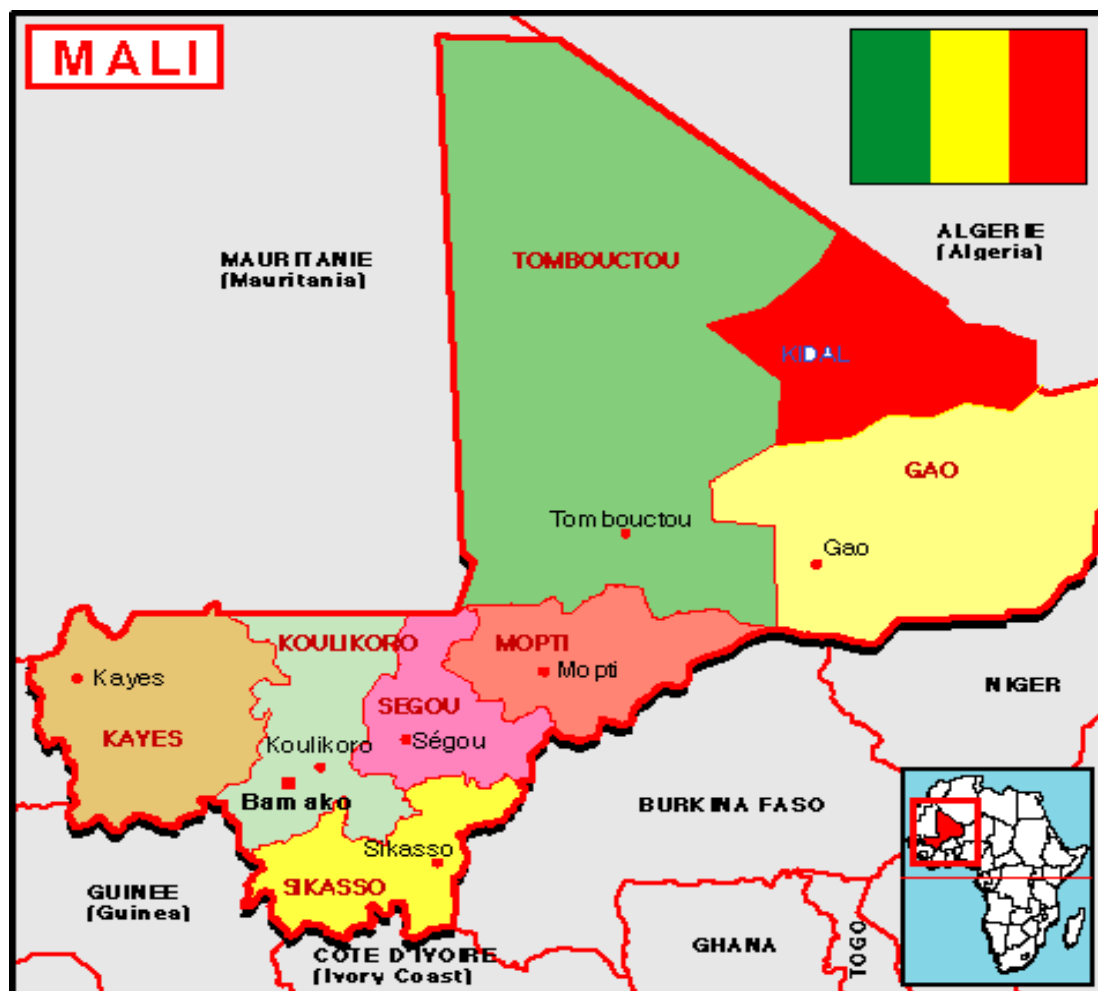 MALI
ALGERIE
(Algeria)
MAURITANIE
(Mauritania)
TOMBOUCTOU
KIDAL
GAO
Tombouctou
Gao
KOULIKORO
MOPTI
Kayes
Mopti
NIGER
SEGOU
KAYES
Koulikoro
Ségou
Bamako
BURKINA FASO
Sikasso
SIKASSO
GUINEE
(Guinea)
GHANA
TOGO
COTE D'IVOIRE
(Ivory Coast)